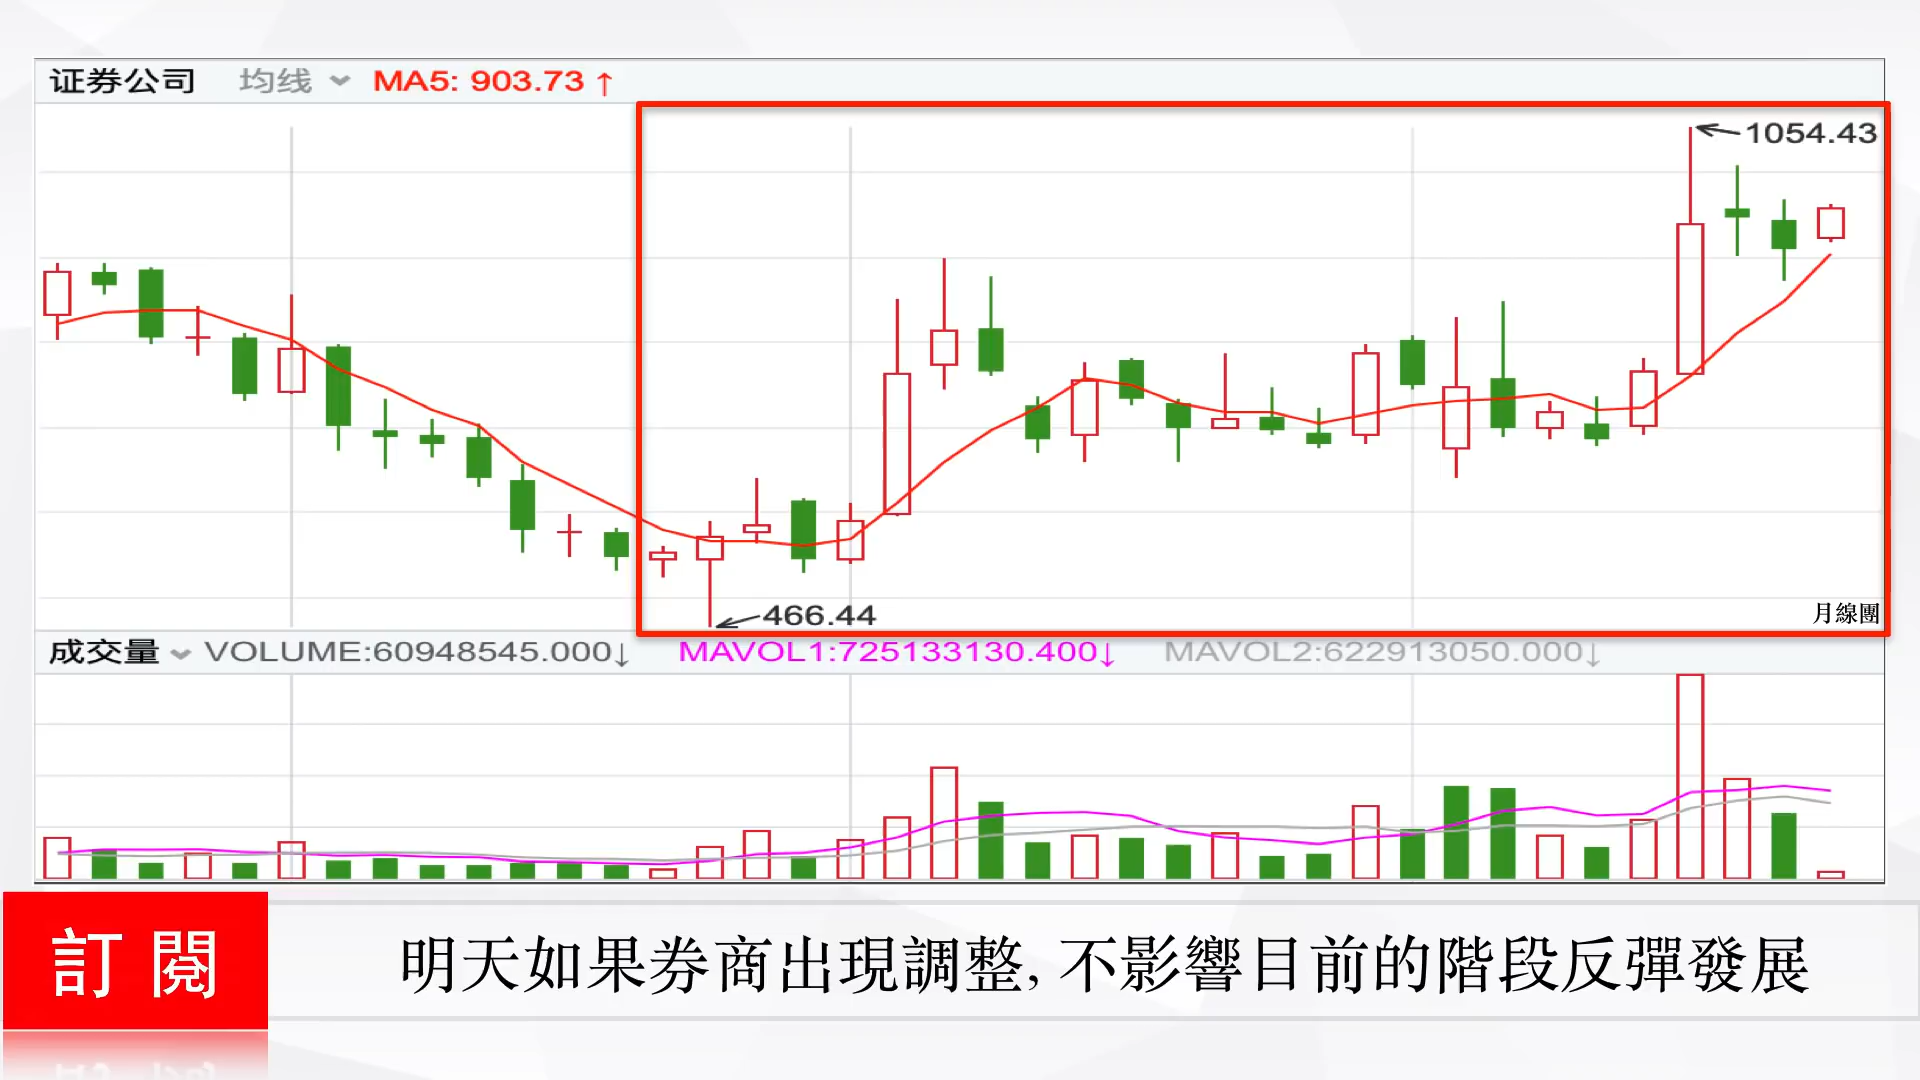 证券公司 均线 MA5: 903.73 ↑
1054.43
466.44
月線圖
成交量 VOLUME:60948545.000↓ MAVOL1:725133130.400↓ MAVOL2:622913050.000↓
訂閱
明天如果券商出現調整,不影響目前的階段反彈發展